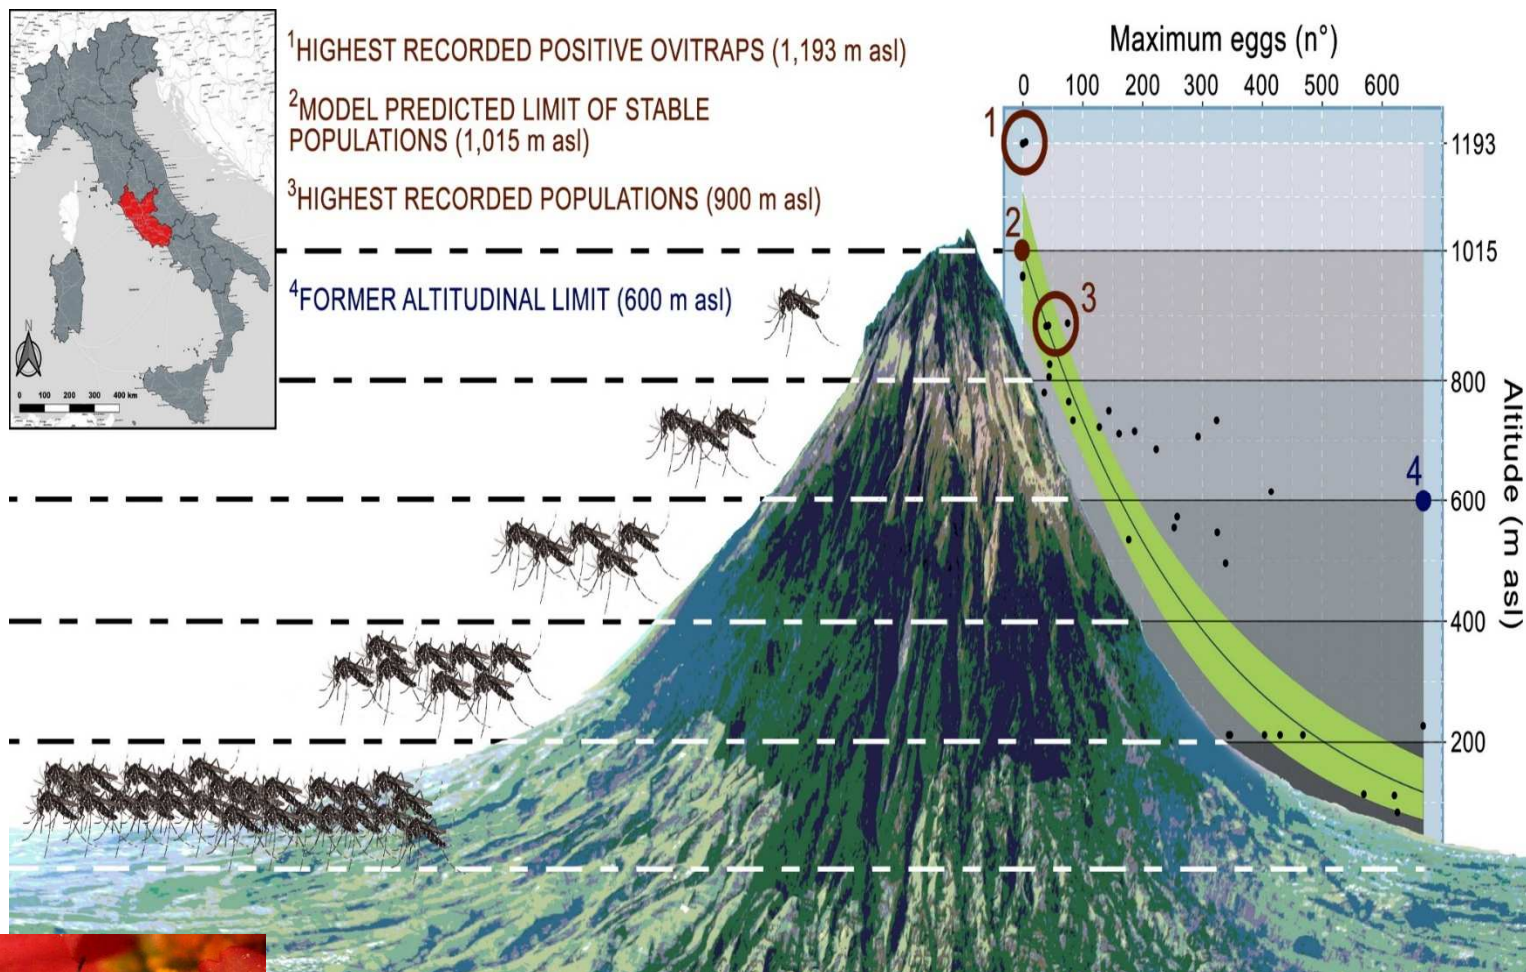 ¹HIGHEST RECORDED POSITIVE OVITRAPS (1,193 m asl)
²MODEL PREDICTED LIMIT OF STABLE
POPULATIONS (1,015 m asl)
³HIGHEST RECORDED POPULATIONS (900 m asl)
⁴FORMER ALTITUDINAL LIMIT (600 m asl)
N
0 100 200 300 400 km
Maximum eggs (n°)
0 100 200 300 400 500 600
1
1193
2
1015
3
800
4
600
400
200
Altitude (m asl)